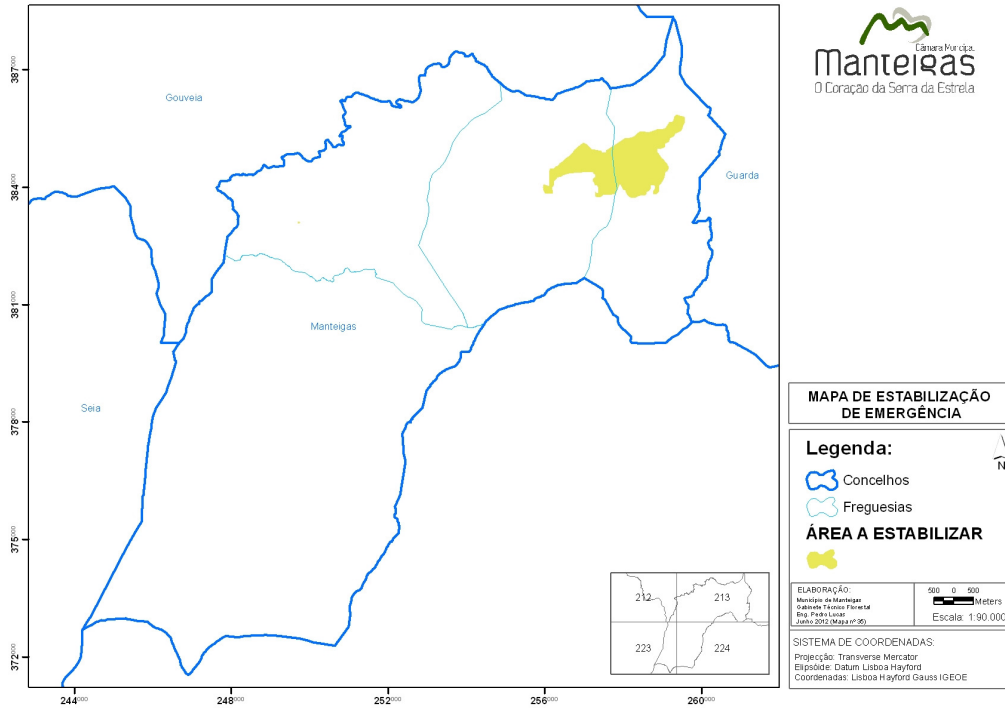 Câmara Municipal
Manteigas
O Coração da Serra da Estrela
387000
384000
381000
378000
375000
372000
Gouveia
Guarda
Manteigas
Seia
244000
248000
252000
256000
260000
212
213
223
224
MAPA DE ESTABILIZAÇÃO
DE EMERGÊNCIA
Legenda:
N
Concelhos
Freguesias
ÁREA A ESTABILIZAR
ELABORAÇÃO:
Município de Manteigas
Gabinete Técnico Florestal
Eng. Pedro Lucas
Junho 2012 (Mapa nº 35)
500 0 500
Meters
Escala: 1:90.000
SISTEMA DE COORDENADAS:
Projecção: Transverse Mercator
Elipsóide: Datum Lisboa Hayford
Coordenadas: Lisboa Hayford Gauss IGEOE